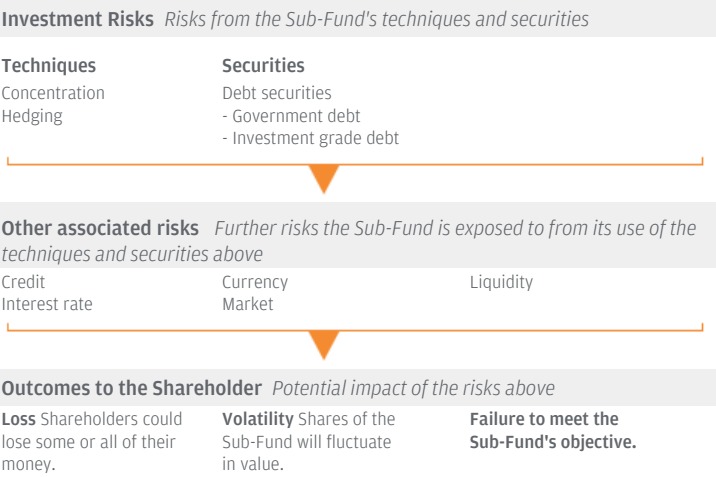 Investment Risks Risks from the Sub-Fund's techniques and securities
Techniques
Concentration
Hedging
Securities
Debt securities
- Government debt
- Investment grade debt
Other associated risks Further risks the Sub-Fund is exposed to from its use of the
techniques and securities above
Credit
Interest rate
Currency
Market
Liquidity
Outcomes to the Shareholder Potential impact of the risks above
Loss Shareholders could
lose some or all of their
money.
Volatility Shares of the
Sub-Fund will fluctuate
in value.
Failure to meet the
Sub-Fund's objective.